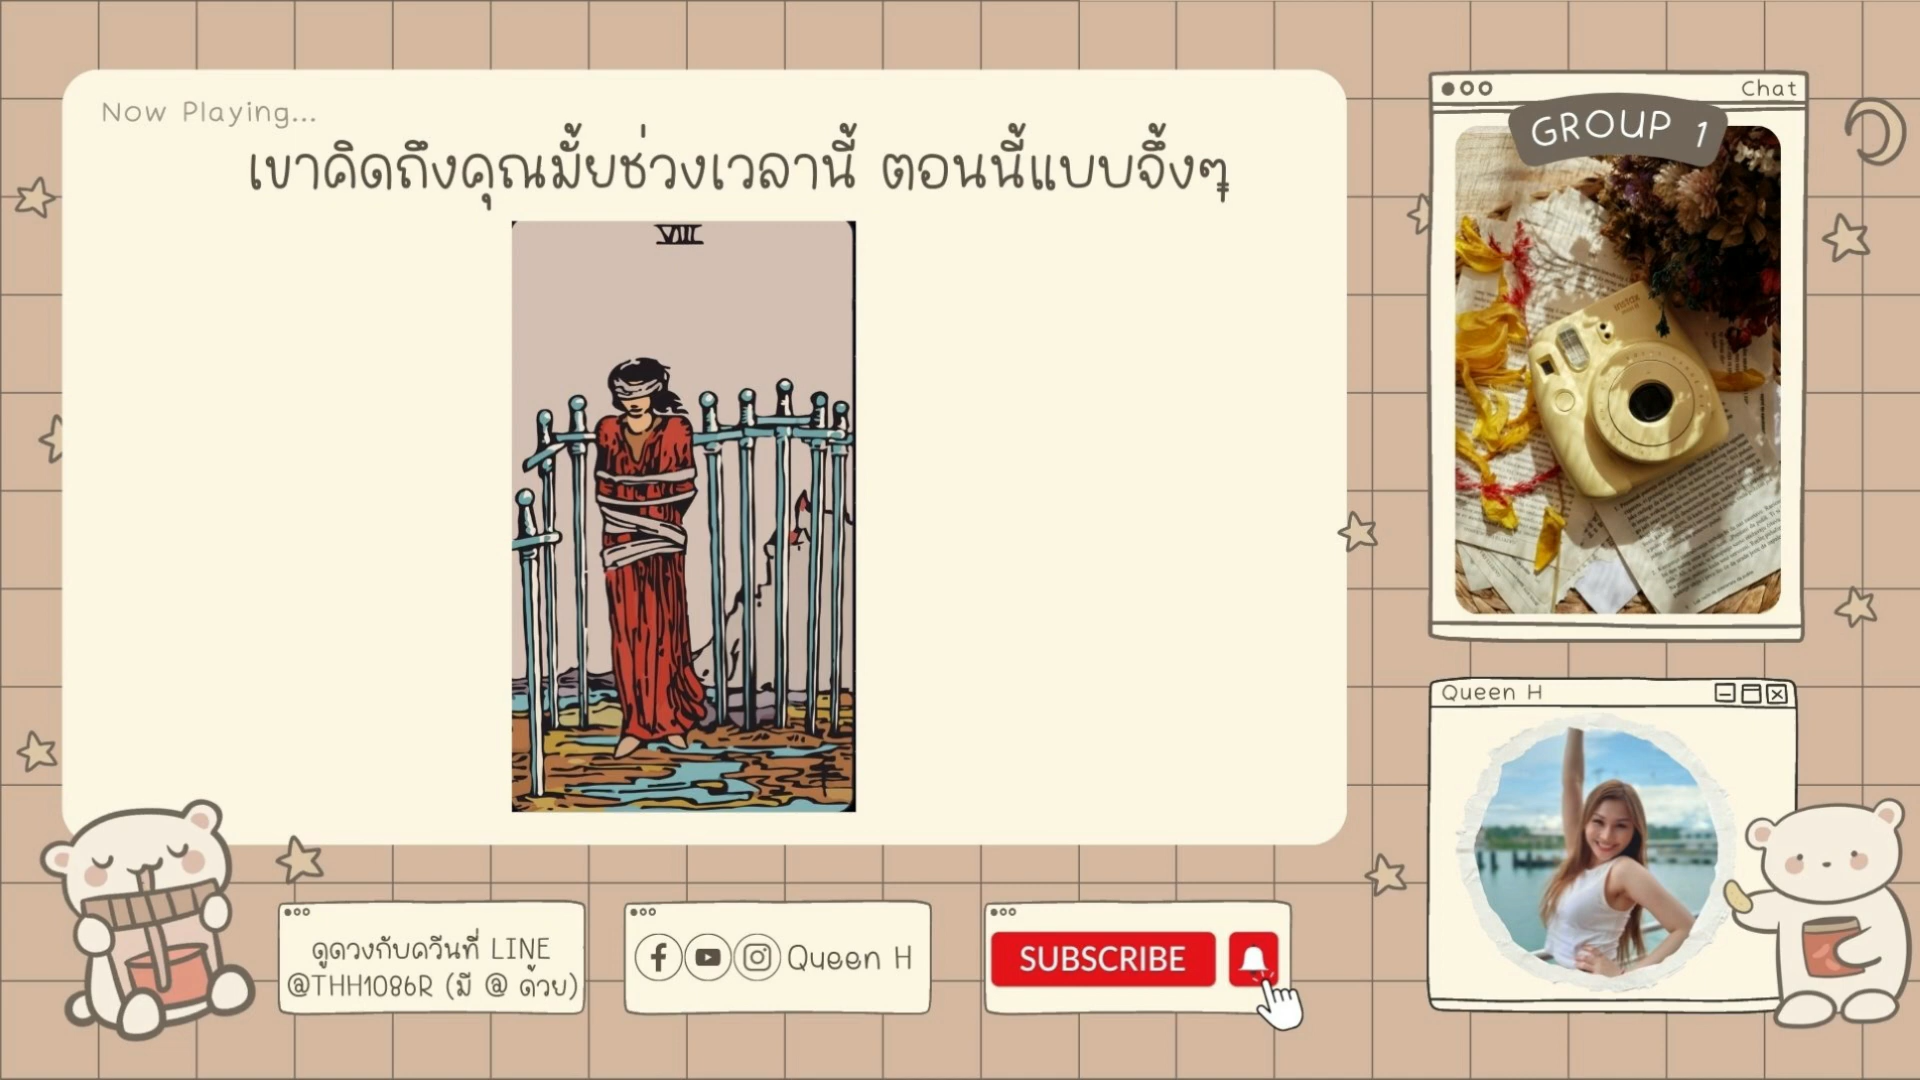 Now Playing...
เขาคิดถึงคุณมั้ยช่วงเวลานี้ ตอนนี้แบบจึ้งๆ
VIII
Chat
GROUP 1
Queen H
ดูดวงกับควีนที่ LINE
@THH1086R (มี @ ด้วย)
Queen H
SUBSCRIBE